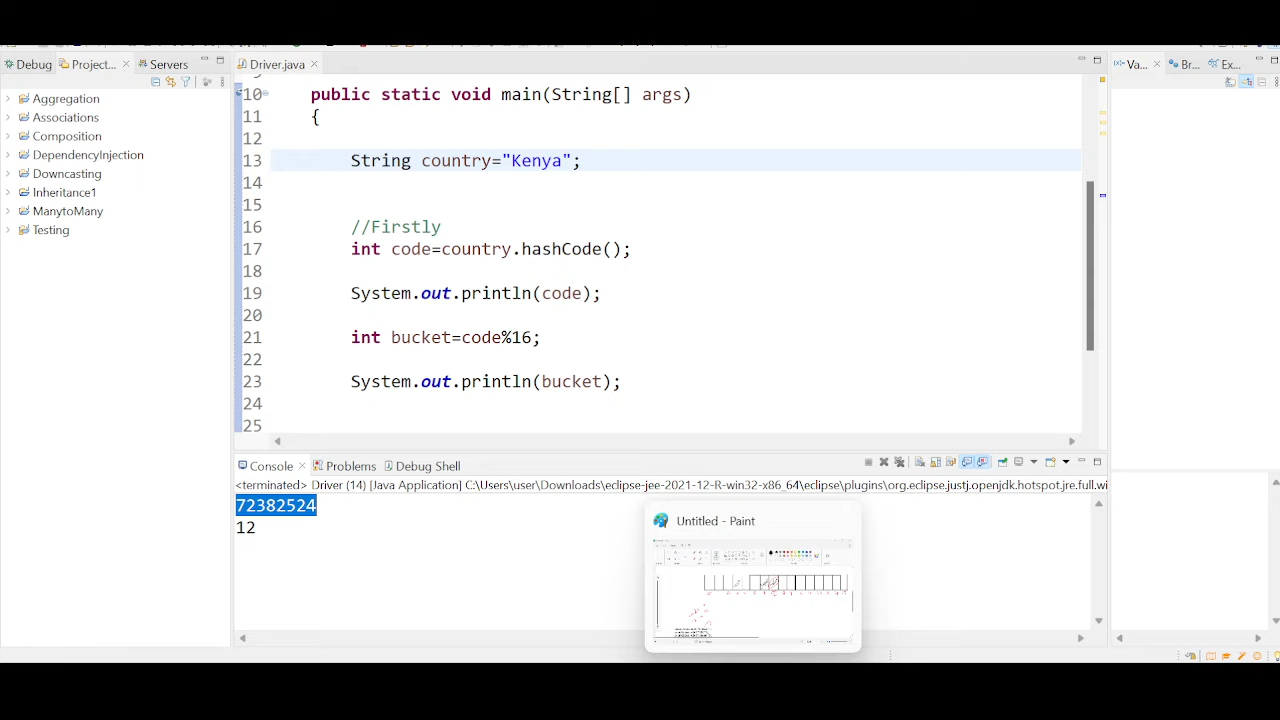 Debug Project... Servers
Driver.java
Va... Br... Ex...
Aggregation
Associations
Composition
DependencyInjection
Downcasting
Inheritance1
ManytoMany
Testing
10 public static void main(String[] args)
11 {
12
13 String country="Kenya";
14
15
16 //Firstly
17 int code=country.hashCode();
18
19 System.out.println(code);
20
21 int bucket=code%16;
22
23 System.out.println(bucket);
24
25
Console Problems Debug Shell
<terminated> Driver (14) [Java Application] C:\Users\user\Downloads\eclipse-jee-2021-12-R-win32-x86_64\eclipse\plugins\org.eclipse.justj.openjdk.hotspot.jre.full.wi
72382524
12
Untitled - Paint